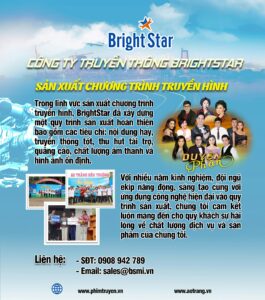 Bright Star
CÔNG TY TRUYỀN THÔNG BRIGHTSTAR
SẢN XUẤT CHƯƠNG TRÌNH TRUYỀN HÌNH
Trong lĩnh vực sản xuất chương trình
truyền hình, BrightStar đã xây dựng
một quy trình sản xuất hoàn thiện
bao gồm các tiêu chí: nội dung hay,
truyền thông tốt, thu hút tài trợ,
quảng cáo, chất lượng âm thanh và
hình ảnh ổn định.
DUYÊN
Với nhiều năm kinh nghiệm, đội ngũ
ekip năng động, sáng tạo cùng với
ứng dụng công nghệ hiện đại vào quy
trình sản xuất, chúng tôi cam kết
luôn mang đến cho quý khách sự hài
lòng về chất lượng dịch vụ và sản
phẩm của chúng tôi.
Liên hệ:
- SĐT: 0908 942 789
- Email: sales@bsmi.vn
www.phimtruyen.vn
www.aotrang.vn